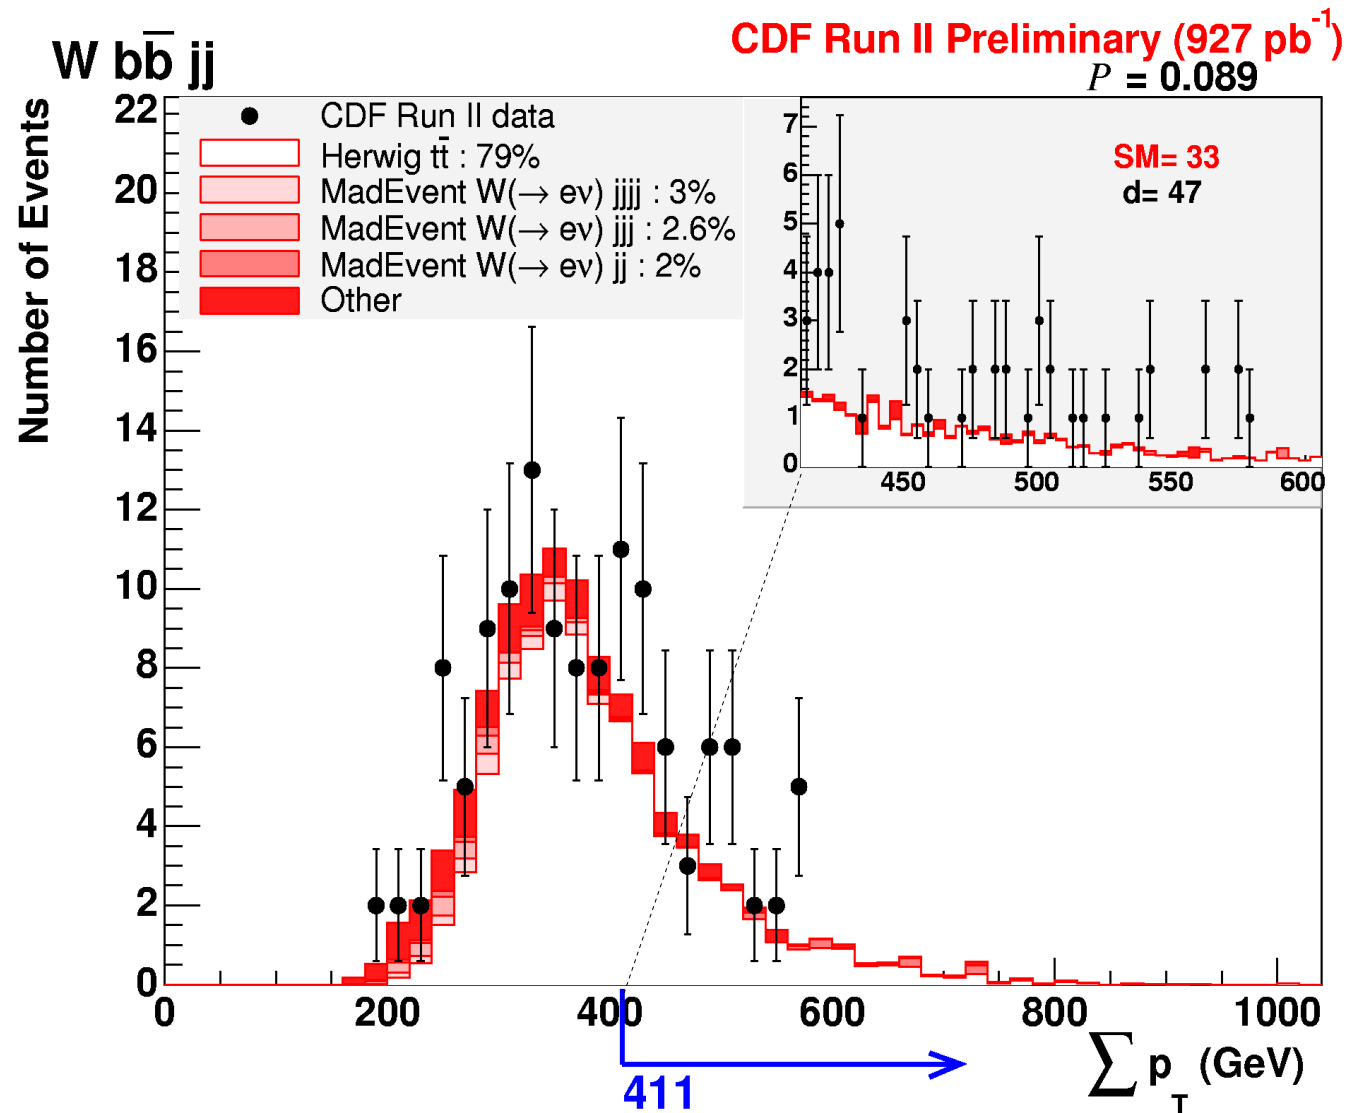 CDF Run II Preliminary (927 pb⁻¹)
W bb̅ jj
P = 0.089
Number of Events
CDF Run II data
Herwig tt̅ : 79%
MadEvent W(→ eν) jjjj : 3%
MadEvent W(→ eν) jjj : 2.6%
MadEvent W(→ eν) jj : 2%
Other
SM= 33
d= 47
7
6
5
4
3
2
1
0
450 500 550 600
22
20
18
16
14
12
10
8
6
4
2
0
0 200 400 600 800 1000
∑ p_T (GeV)
411